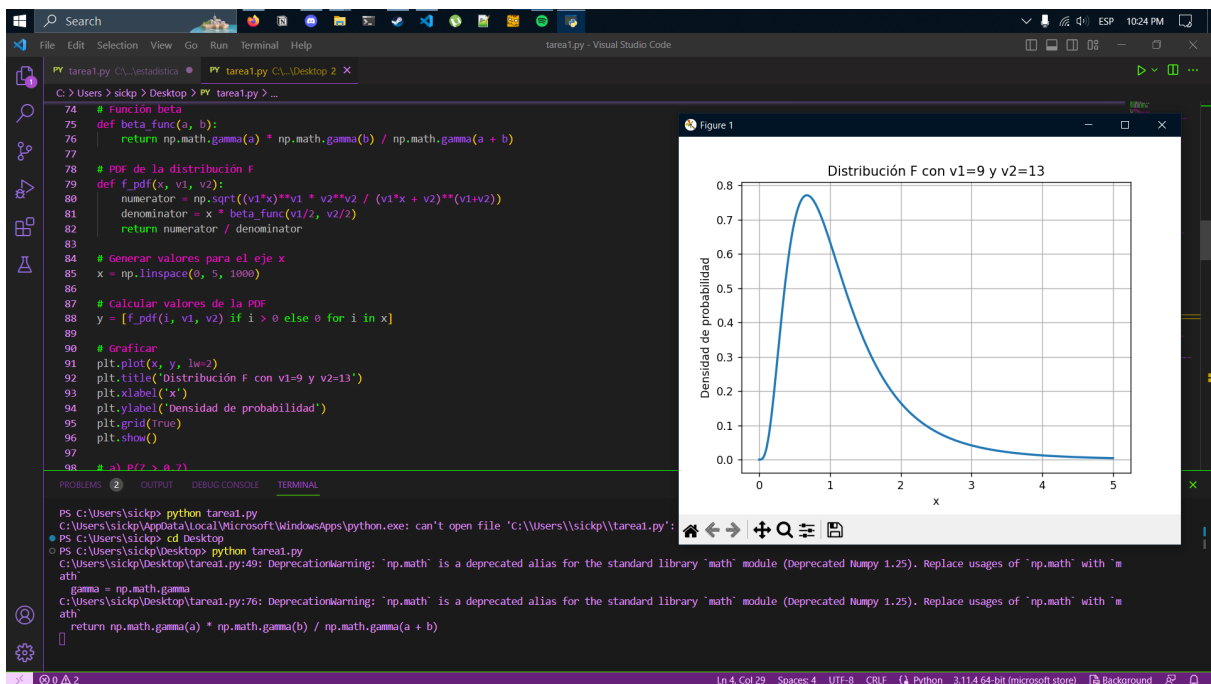 Search
ESP 10:24 PM
File Edit Selection View Go Run Terminal Help
tarea1.py - Visual Studio Code
PY tarea1.py C:\...\estadistica
PY tarea1.py C:\...\Desktop 2
C: > Users > sickp > Desktop > PY tarea1.py > ...
74 # Función beta
75 def beta_func(a, b):
76 return np.math.gamma(a) * np.math.gamma(b) / np.math.gamma(a + b)
77
78 # PDF de la distribución F
79 def f_pdf(x, v1, v2):
80 numerator = np.sqrt((v1*x)**v1 * v2**v2 / (v1*x + v2)**(v1+v2))
81 denominator = x * beta_func(v1/2, v2/2)
82 return numerator / denominator
83
84 # Generar valores para el eje x
85 x = np.linspace(0, 5, 1000)
86
87 # Calcular valores de la PDF
88 y = [f_pdf(i, v1, v2) if i > 0 else 0 for i in x]
89
90 # Graficar
91 plt.plot(x, y, lw=2)
92 plt.title('Distribución F con v1=9 y v2=13')
93 plt.xlabel('x')
94 plt.ylabel('Densidad de probabilidad')
95 plt.grid(True)
96 plt.show()
97
98 # a) P(Z > 0.7)
Figure 1
Distribución F con v1=9 y v2=13
Densidad de probabilidad
0.8
0.7
0.6
0.5
0.4
0.3
0.2
0.1
0.0
0 1 2 3 4 5
x
PROBLEMS 2 OUTPUT DEBUG CONSOLE TERMINAL
PS C:\Users\sickp> python tarea1.py
C:\Users\sickp\AppData\Local\Microsoft\WindowsApps\python.exe: can't open file 'C:\\Users\\sickp\\tarea1.py':
PS C:\Users\sickp> cd Desktop
PS C:\Users\sickp\Desktop> python tarea1.py
C:\Users\sickp\Desktop\tarea1.py:49: DeprecationWarning: `np.math` is a deprecated alias for the standard library `math` module (Deprecated Numpy 1.25). Replace usages of `np.math` with `m
ath`
gamma = np.math.gamma
C:\Users\sickp\Desktop\tarea1.py:76: DeprecationWarning: `np.math` is a deprecated alias for the standard library `math` module (Deprecated Numpy 1.25). Replace usages of `np.math` with `m
ath`
return np.math.gamma(a) * np.math.gamma(b) / np.math.gamma(a + b)
0 2
Ln 4, Col 29 Spaces: 4 UTF-8 CRLF Python 3.11.4 64-bit (microsoft store) Background